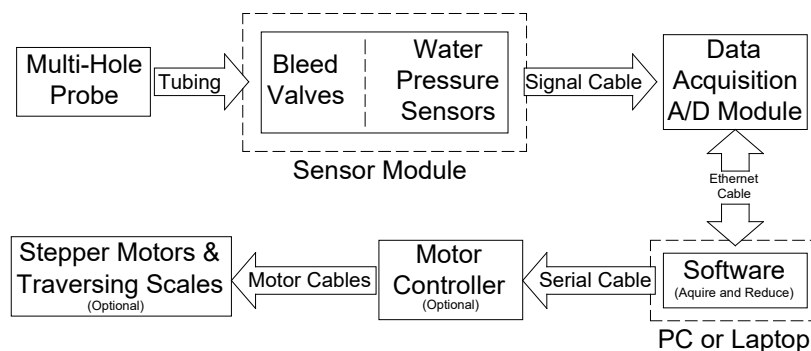 Multi-Hole
Probe
Tubing
Bleed
Valves
Water
Pressure
Sensors
Sensor Module
Signal Cable
Data
Acquisition
A/D Module
Ethernet
Cable
Software
(Aquire and Reduce)
PC or Laptop
Serial Cable
Motor
Controller
(Optional)
Motor Cables
Stepper Motors &
Traversing Scales
(Optional)